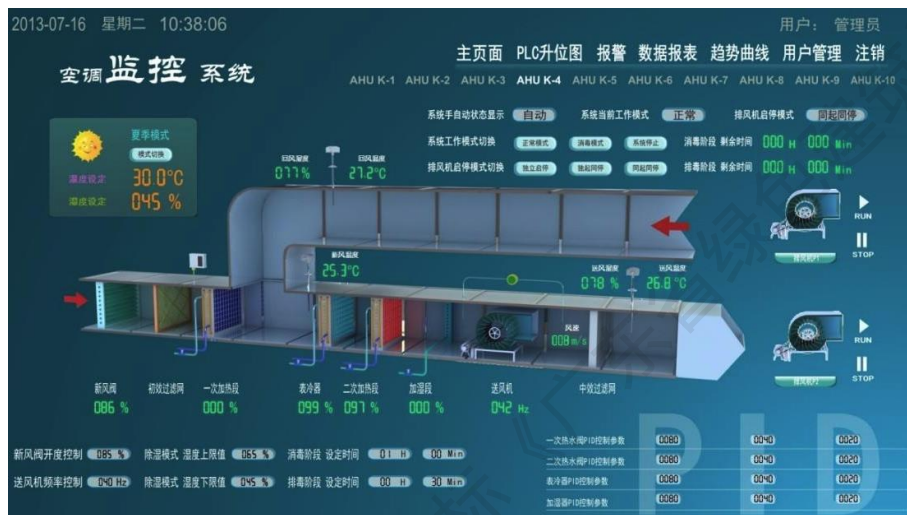 2013-07-16 星期二 10:38:06
用户： 管理员
空调监控 系统
主页面 PLC升位图 报警 数据报表 趋势曲线 用户管理 注销
AHU K-1 AHU K-2 AHU K-3 AHU K-4 AHU K-5 AHU K-6 AHU K-7 AHU K-8 AHU K-9 AHU K-10
系统手自动状态显示 自动 系统当前工作模式 正常 排风机启停模式 同起同停
系统工作模式切换 正常模式 消毒模式 系统停止 消毒阶段 剩余时间 000 H 000 Min
排风机启停模式切换 独立启停 独起同停 同起同停 排毒阶段 剩余时间 000 H 000 Min
夏季模式
模式切换
温度设定 30.0°C
湿度设定 045 %
回风湿度 回风温度
077% 27.2°C
RUN
STOP
排风机P1
新风温度
25.3°C
送风湿度 送风温度
078 % 26.8 °C
风速
008 m/s
RUN
STOP
排风机P2
新风阀 初效过滤网 一次加热段 表冷器 二次加热段 加湿段 送风机 中效过滤网
086 % 000 % 099 % 097 % 000 % 042 Hz
新风阀开度控制 085 % 除湿模式 湿度上限值 065 % 消毒阶段 设定时间 01 H 00 Min
送风机频率控制 040 Hz 除湿模式 湿度下限值 045 % 排毒阶段 设定时间 00 H 30 Min
PID
一次热水阀PID控制参数 0080 0040 0020
二次热水阀PID控制参数 0080 0040 0020
表冷器PID控制参数 0080 0040 0020
加湿器PID控制参数 0080 0040 0020